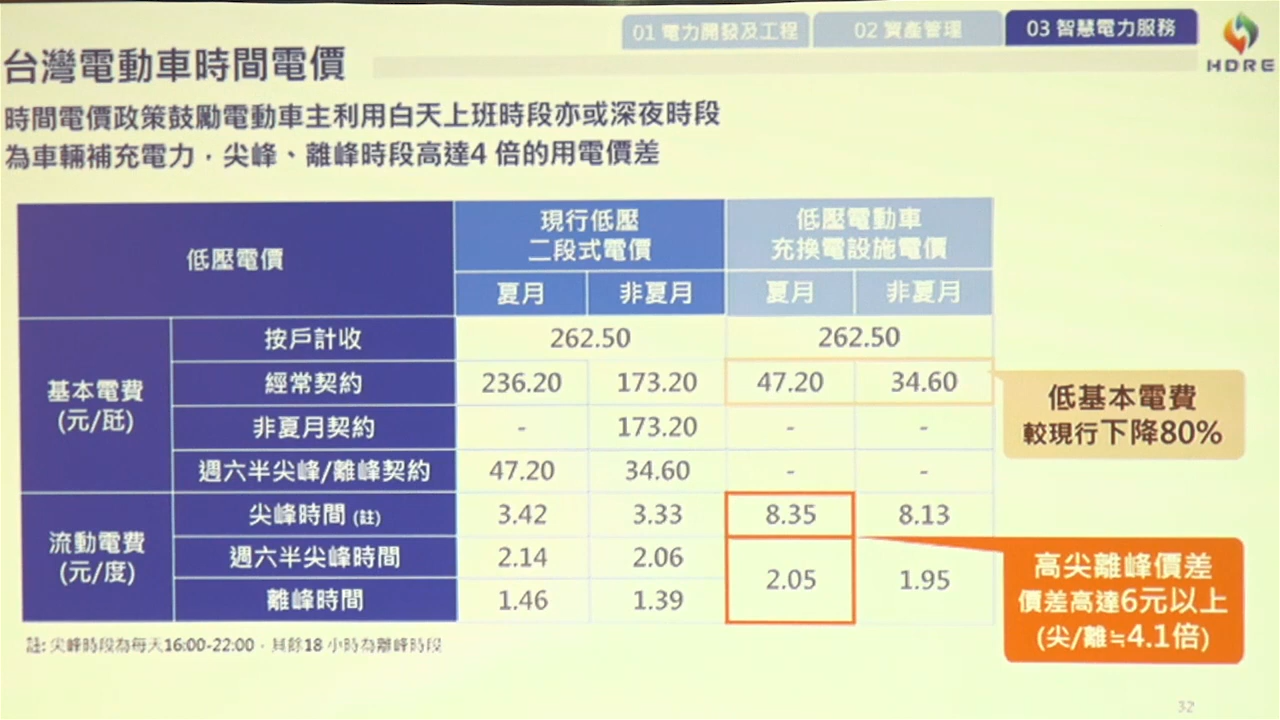 01 電力開發及工程
02 資產管理
03 智慧電力服務
HDRE
台灣電動車時間電價
時間電價政策鼓勵電動車主利用白天上班時段亦或深夜時段
為車輛補充電力，尖峰、離峰時段高達4 倍的用電價差
低壓電價
現行低壓
二段式電價
低壓電動車
充換電設施電價
夏月 非夏月 夏月 非夏月
基本電費
(元/瓩)
按戶計收 262.50 262.50
經常契約 236.20 173.20 47.20 34.60
非夏月契約 - 173.20 - -
週六半尖峰/離峰契約 47.20 34.60 - -
流動電費
(元/度)
尖峰時間 (註) 3.42 3.33 8.35 8.13
週六半尖峰時間 2.14 2.06 2.05 1.95
離峰時間 1.46 1.39
低基本電費
較現行下降80%
高尖離峰價差
價差高達6元以上
(尖/離≒4.1倍)
註: 尖峰時段為每天16:00-22:00，其餘18 小時為離峰時段
32